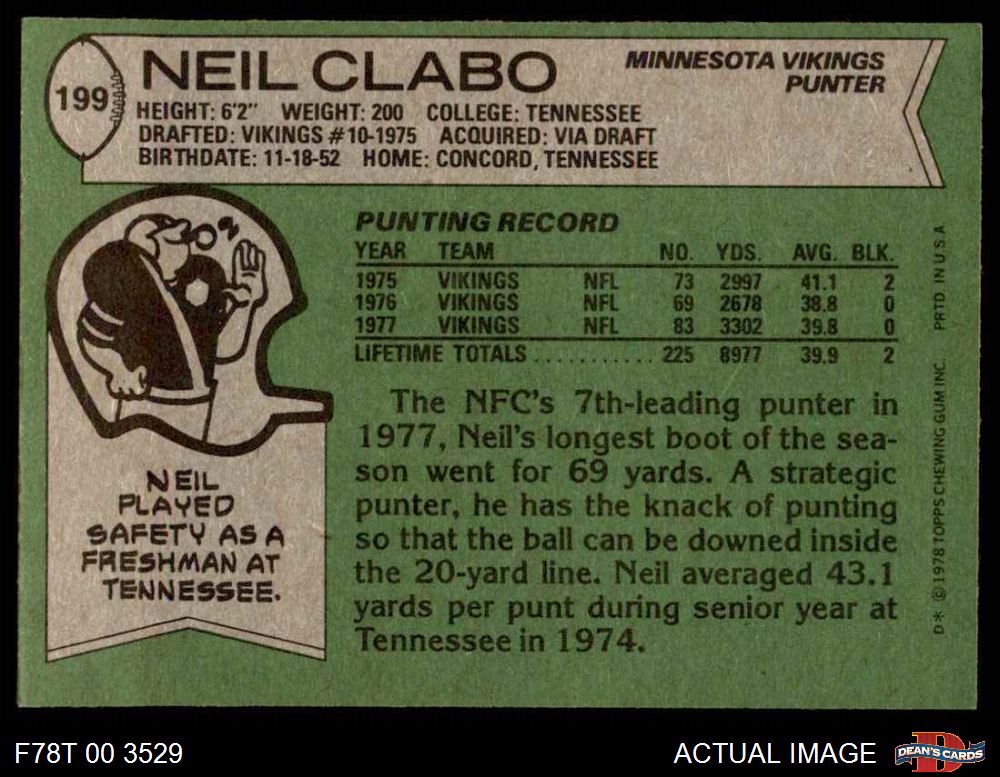 199
NEIL CLABO
MINNESOTA VIKINGS
PUNTER
HEIGHT: 6'2" WEIGHT: 200 COLLEGE: TENNESSEE
DRAFTED: VIKINGS #10-1975 ACQUIRED: VIA DRAFT
BIRTHDATE: 11-18-52 HOME: CONCORD, TENNESSEE
PUNTING RECORD
YEAR TEAM NO. YDS. AVG. BLK.
1975 VIKINGS NFL 73 2997 41.1 2
1976 VIKINGS NFL 69 2678 38.8 0
1977 VIKINGS NFL 83 3302 39.8 0
LIFETIME TOTALS ............ 225 8977 39.9 2
The NFC's 7th-leading punter in
1977, Neil's longest boot of the sea-
son went for 69 yards. A strategic
punter, he has the knack of punting
so that the ball can be downed inside
the 20-yard line. Neil averaged 43.1
yards per punt during senior year at
Tennessee in 1974.
NEIL
PLAYED
SAFETY AS A
FRESHMAN AT
TENNESSEE.
D* © 1978 TOPPS CHEWING GUM INC. PRTD IN U.S.A
F78T 00 3529
ACTUAL IMAGE
DEAN'S CARDS